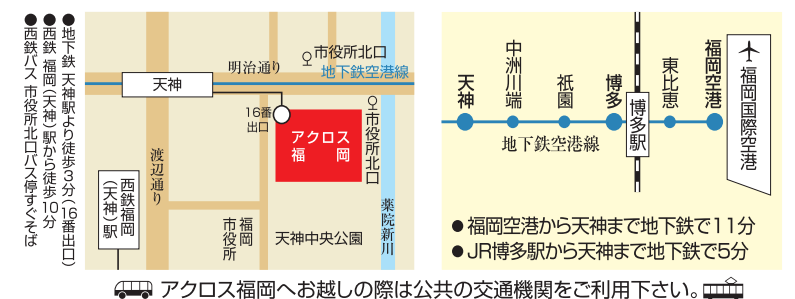 ●地下鉄 天神駅より徒歩3分(16番出口)
●西鉄 福岡(天神)駅から徒歩10分
●西鉄バス 市役所北口バス停すぐそば
市役所北口
明治通り
地下鉄空港線
天神
16番
出口
アクロス
福岡
市役所北口
渡辺通り
西鉄福岡
(天神)駅
福岡
市役所
天神中央公園
薬院新川
天神
中洲川端
祇園
博多
博多駅
東比恵
福岡空港
福岡国際空港
地下鉄空港線
●福岡空港から天神まで地下鉄で11分
●JR博多駅から天神まで地下鉄で5分
アクロス福岡へお越しの際は公共の交通機関をご利用下さい。